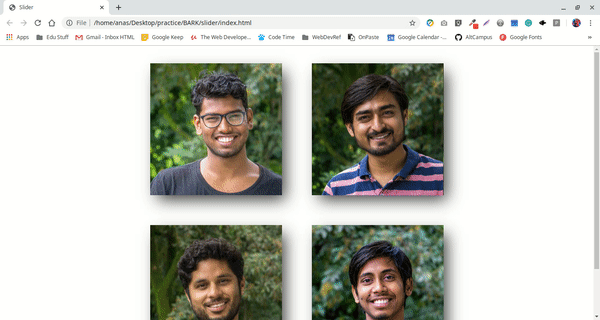 Slider
File /home/anas/Desktop/practice/BARK/slider/index.html
Apps Edu Stuff Gmail - Inbox HTML Google Keep The Web Develope... Code Time WebDevRef OnPaste Google Calendar -... AltCampus Google Fonts »